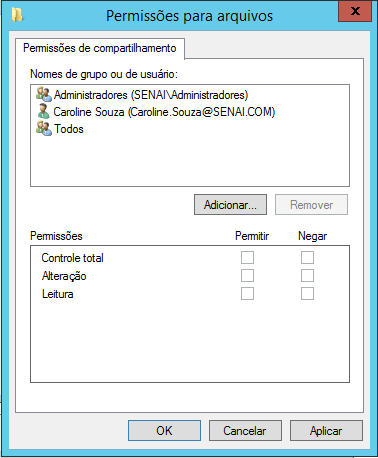 Permissões para arquivos
x
Permissões de compartilhamento
Nomes de grupo ou de usuário:
Administradores (SENAI\Administradores)
Caroline Souza (Caroline.Souza@SENAI.COM)
Todos
Adicionar... Remover
Permissões Permitir Negar
Controle total
Alteração
Leitura
OK Cancelar Aplicar